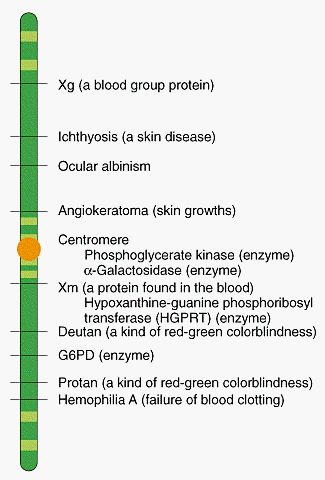 Xg (a blood group protein)
Ichthyosis (a skin disease)
Ocular albinism
Angiokeratoma (skin growths)
Centromere
Phosphoglycerate kinase (enzyme)
α-Galactosidase (enzyme)
Xm (a protein found in the blood)
Hypoxanthine-guanine phosphoribosyl
transferase (HGPRT) (enzyme)
Deutan (a kind of red-green colorblindness)
G6PD (enzyme)
Protan (a kind of red-green colorblindness)
Hemophilia A (failure of blood clotting)